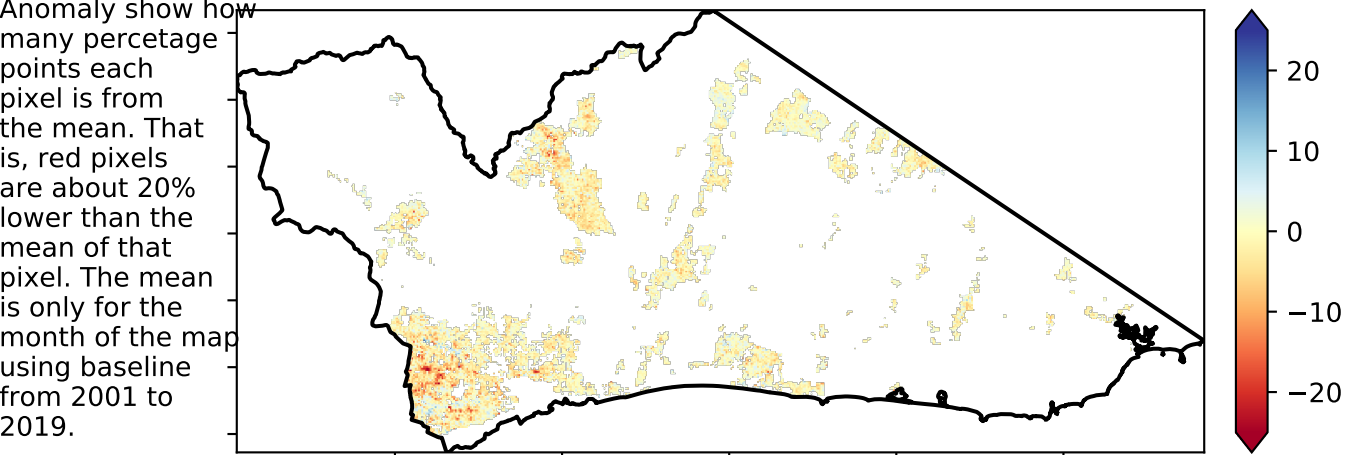 Anomaly show how
many percetage
points each
pixel is from
the mean. That
is, red pixels
are about 20%
lower than the
mean of that
pixel. The mean
is only for the
month of the map
using baseline
from 2001 to
2019.
20
10
0
−10
−20